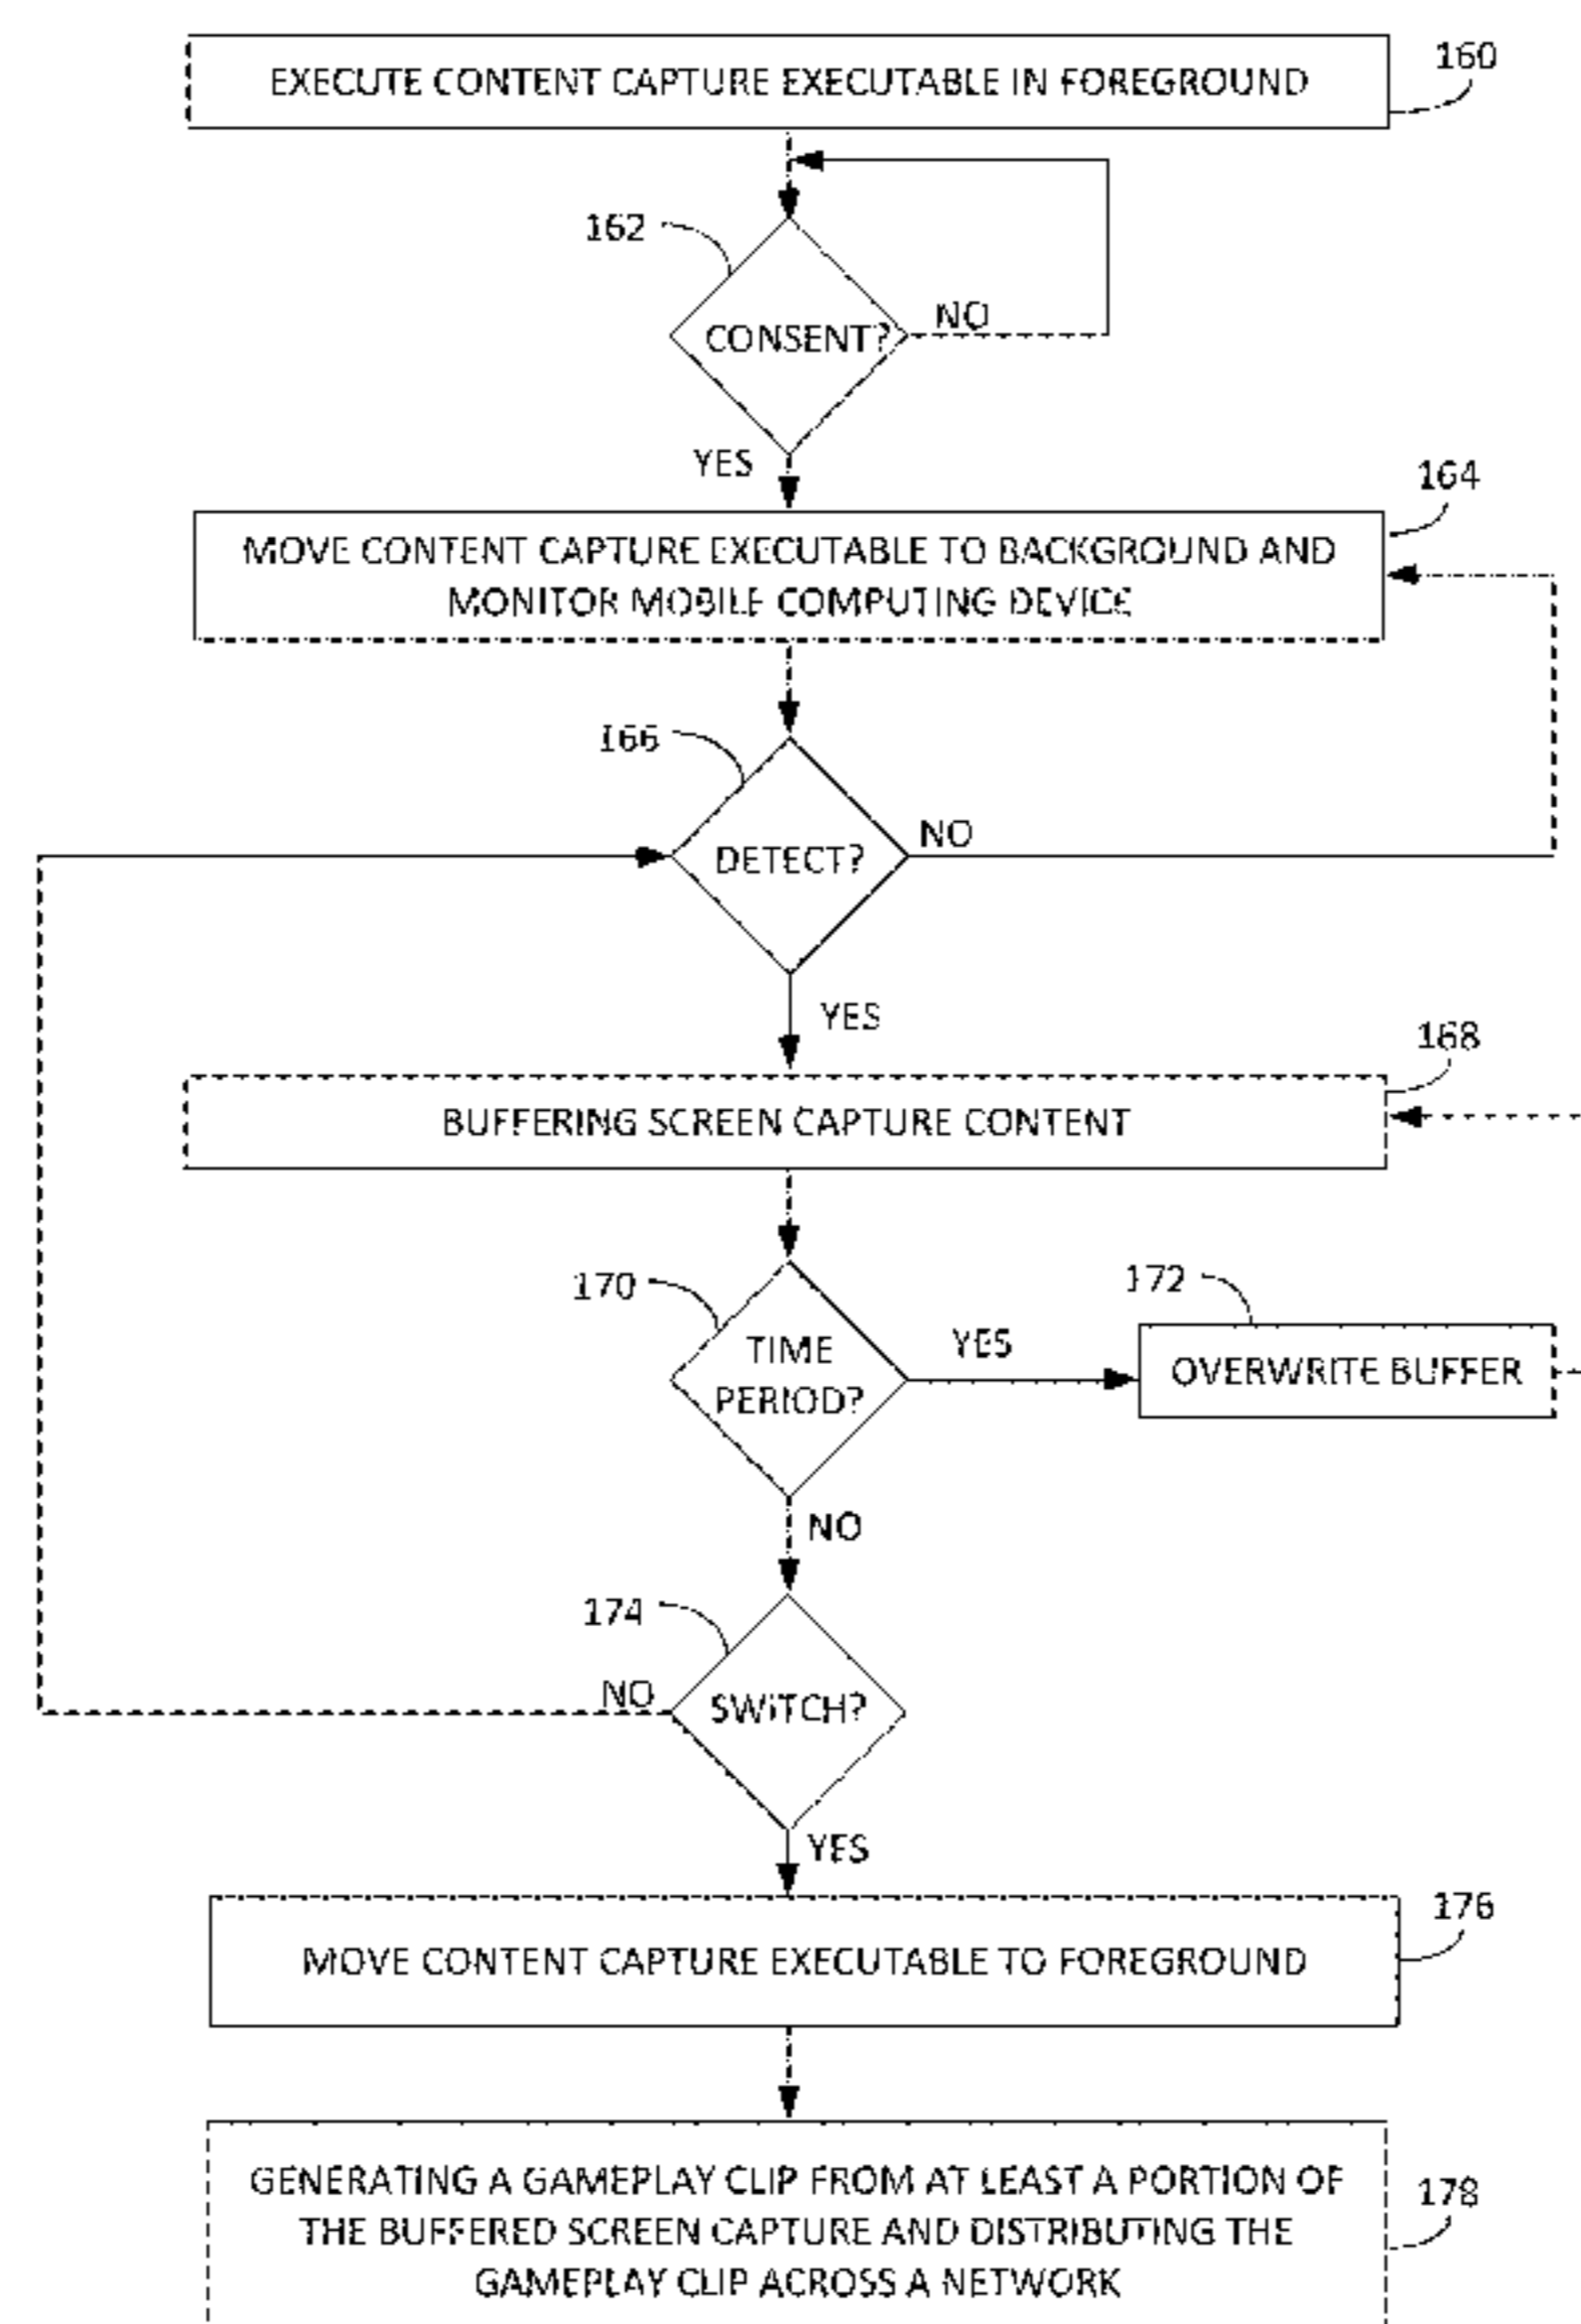 EXECUTE CONTENT CAPTURE EXECUTABLE IN FOREGROUND
160
162
CONSENT?
NO
YES
164
MOVE CONTENT CAPTURE EXECUTABLE TO BACKGROUND AND
MONITOR MOBILE COMPUTING DEVICE
166
DETECT?
NO
YES
168
BUFFERING SCREEN CAPTURE CONTENT
170
TIME
PERIOD?
YES
172
OVERWRITE BUFFER
NO
174
SWITCH?
NO
YES
176
MOVE CONTENT CAPTURE EXECUTABLE TO FOREGROUND
GENERATING A GAMEPLAY CLIP FROM AT LEAST A PORTION OF
THE BUFFERED SCREEN CAPTURE AND DISTRIBUTING THE
GAMEPLAY CLIP ACROSS A NETWORK
178